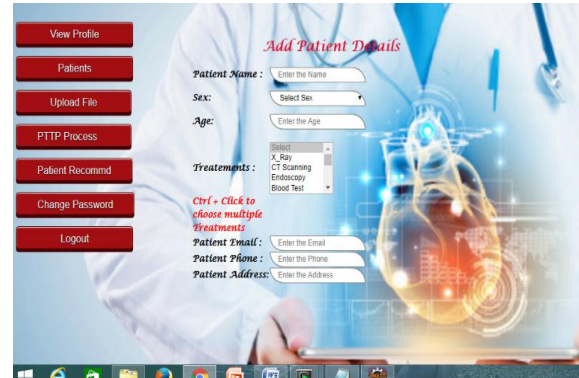 View Profile
Patients
Upload File
PTTP Process
Patient Recommd
Change Password
Logout
Add Patient Details
Patient Name :
Enter the Name
Sex:
Select Sex
Age:
Enter the Age
Treatements :
Select
X_Ray
CT Scanning
Endoscopy
Blood Test
Ctrl + Click to
choose multiple
Treatments
Patient Email :
Enter the Email
Patient Phone :
Enter the Phone
Patient Address:
Enter the Address